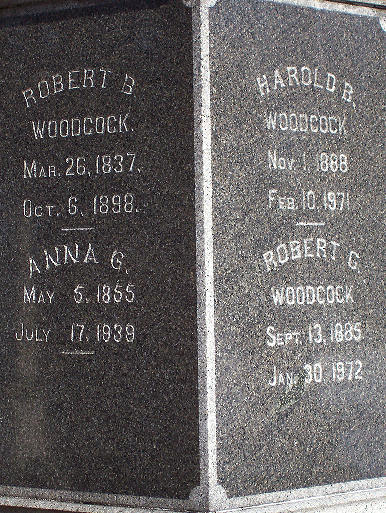 ROBERT B
WOODCOCK.
MAR. 26, 1837.
OCT. 6, 1898.
ANNA G.
MAY 5, 1855
JULY 17, 1939
HAROLD B.
WOODCOCK
NOV. 1, 1888
FEB. 10, 1971
ROBERT G.
WOODCOCK
SEPT. 13, 1885
JAN. 30, 1972